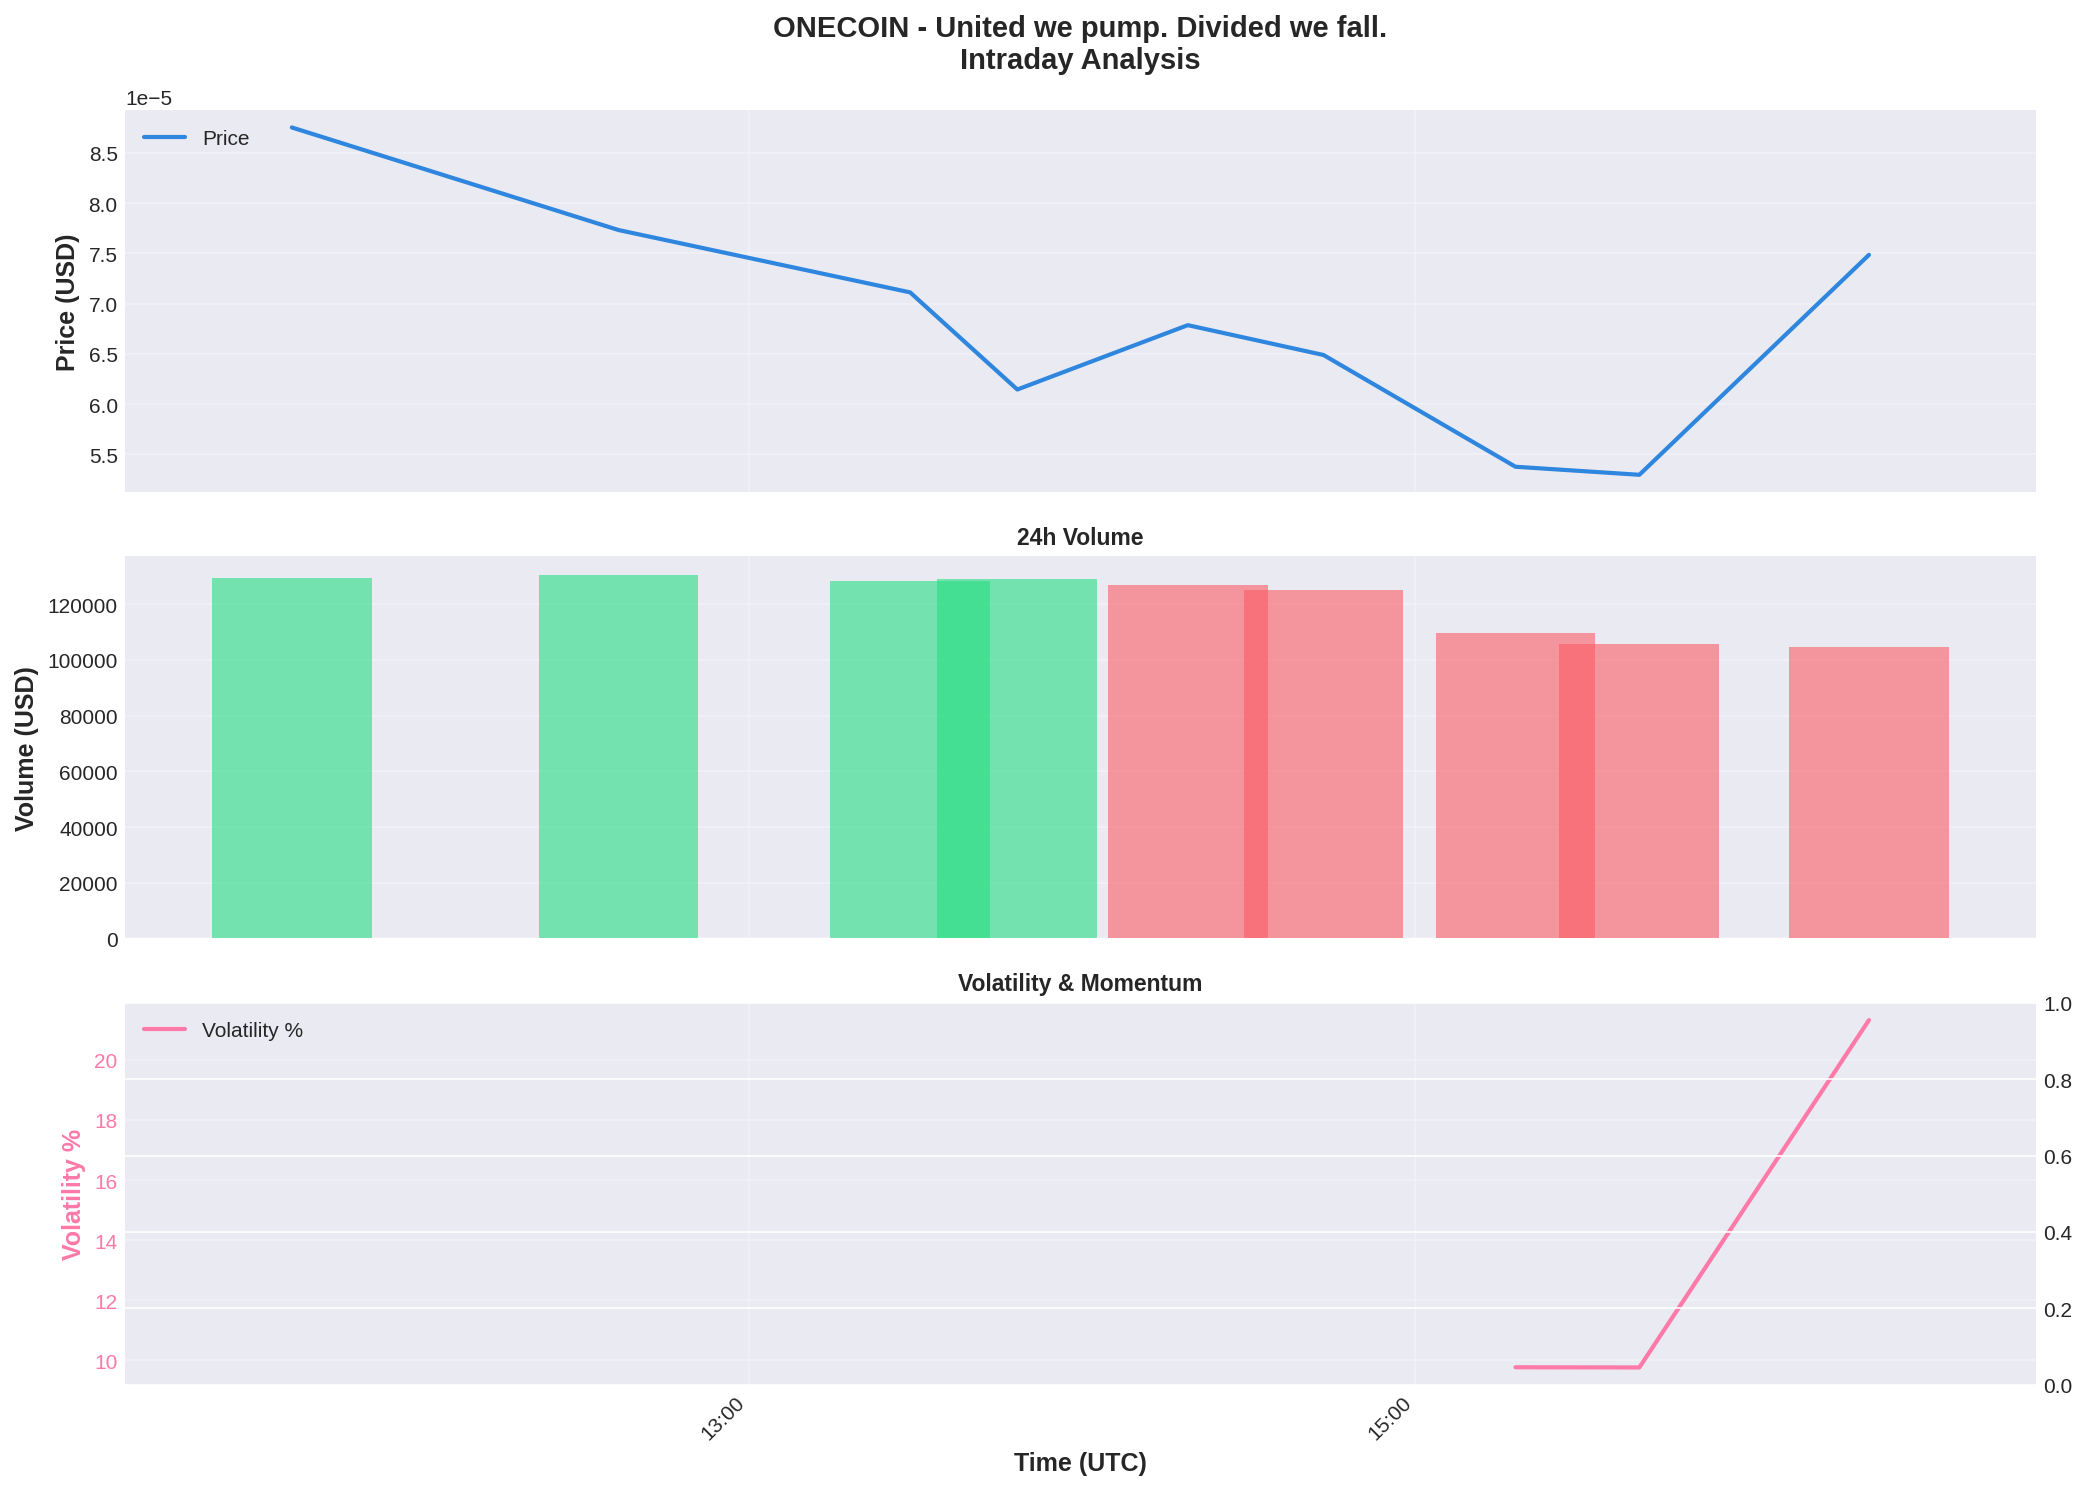 ONECOIN - United we pump. Divided we fall.
Intraday Analysis
1e−5
Price
8.5
8.0
7.5
7.0
6.5
6.0
5.5
Price (USD)
24h Volume
120000
100000
80000
60000
40000
20000
0
Volume (USD)
Volatility & Momentum
Volatility %
20
18
16
14
12
10
Volatility %
1.0
0.8
0.6
0.4
0.2
0.0
13:00
15:00
Time (UTC)